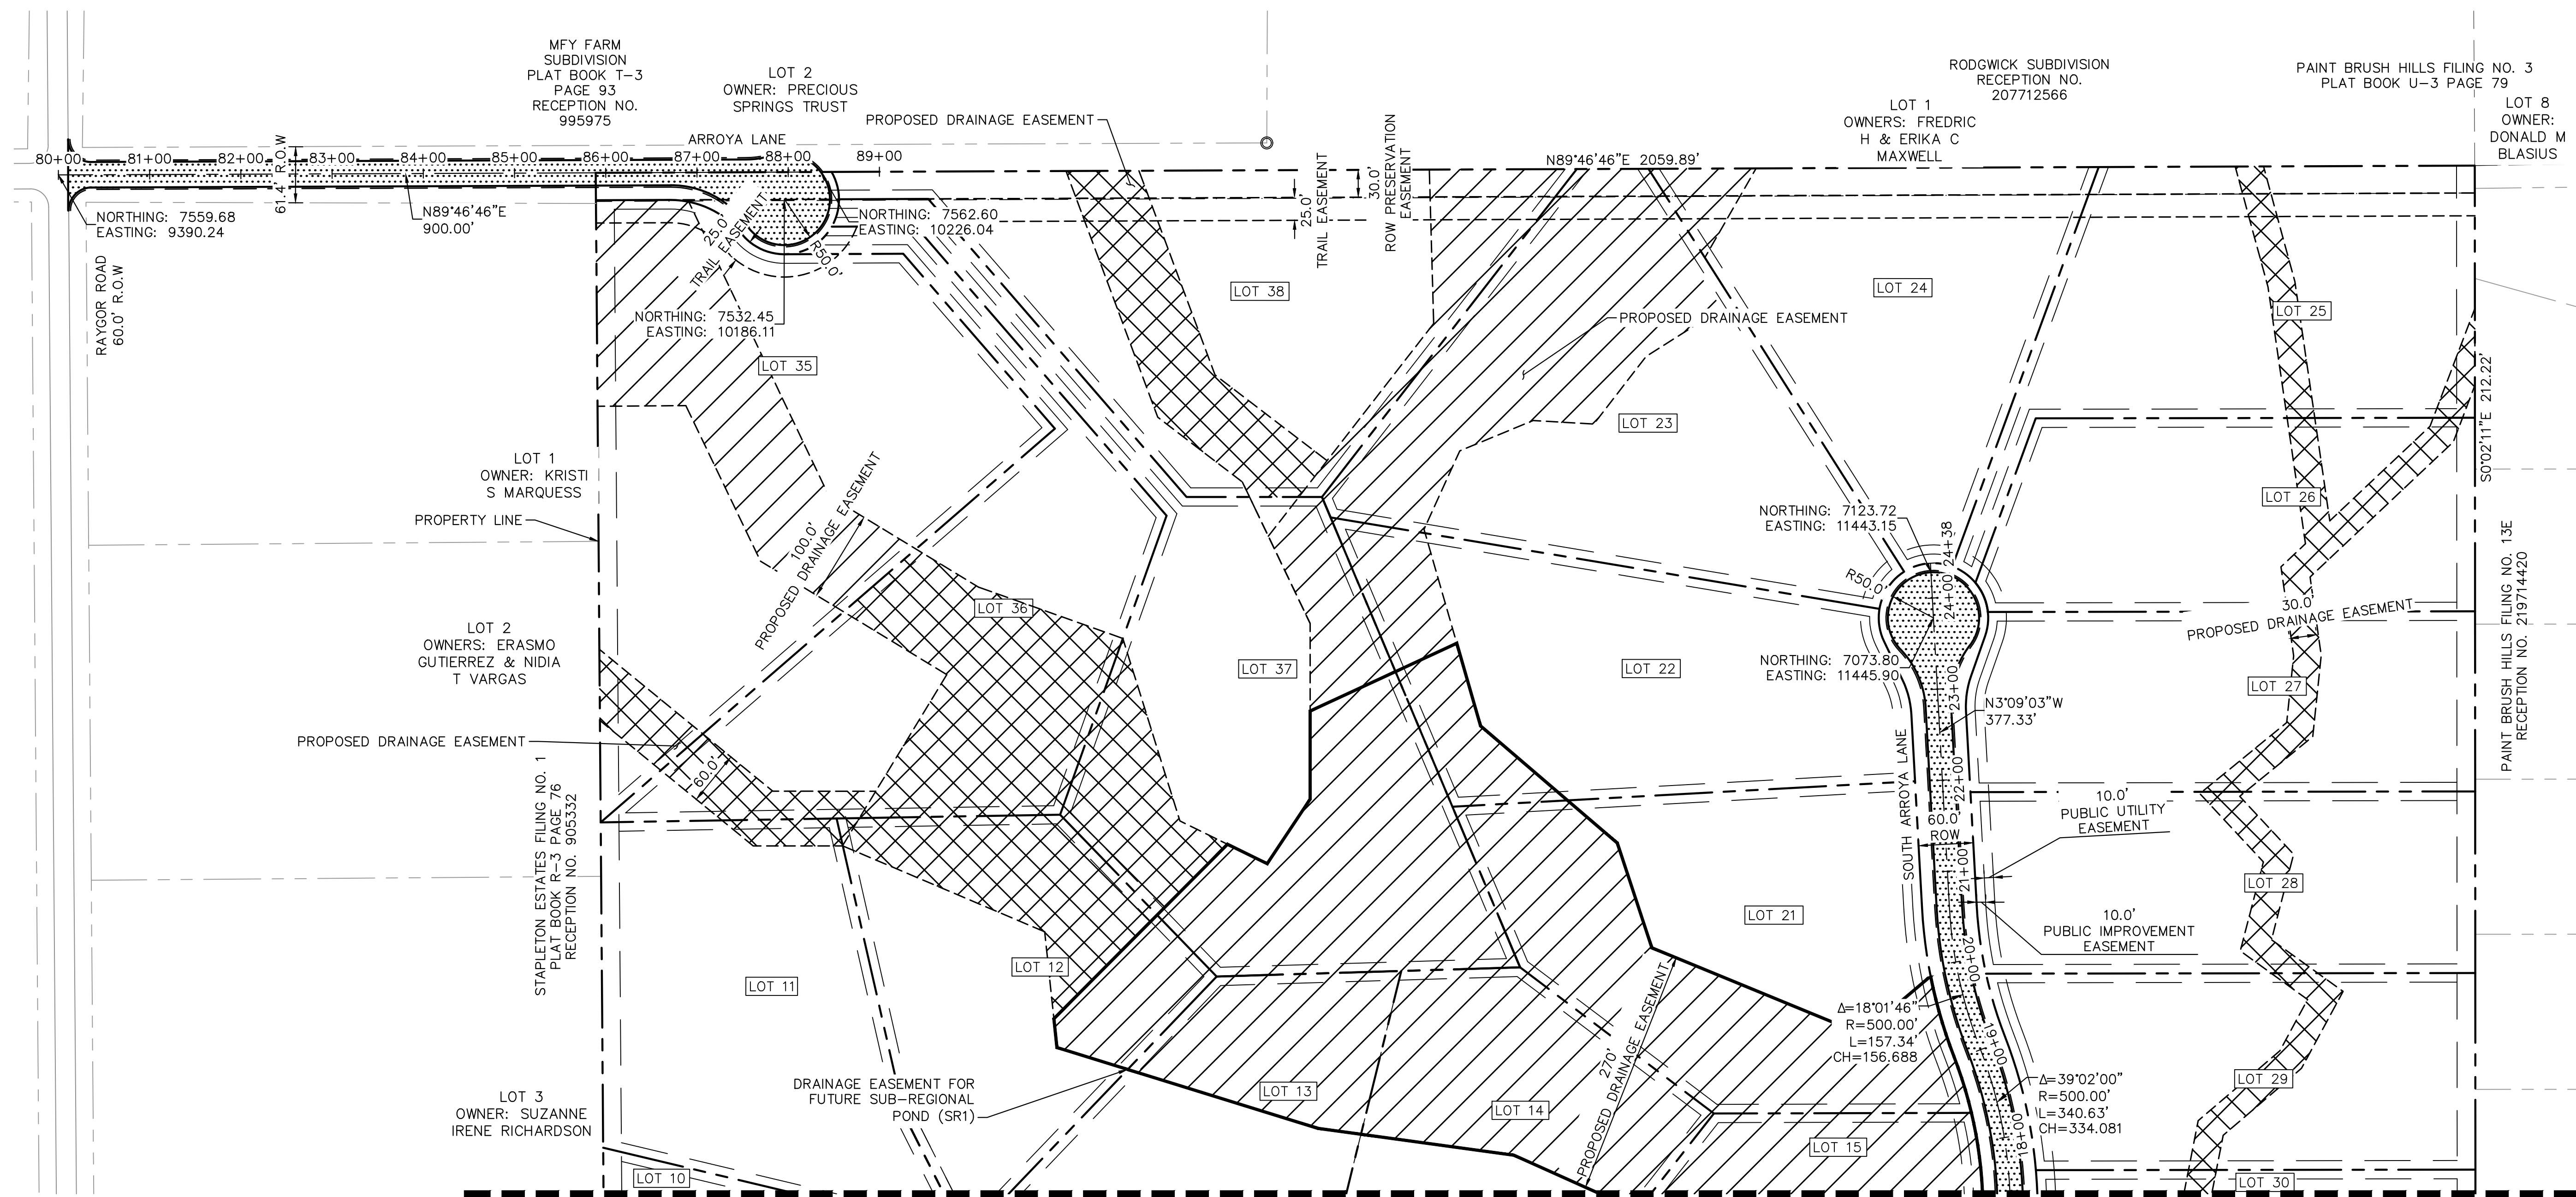 MFY FARM
SUBDIVISION
PLAT BOOK T-3
PAGE 93
RECEPTION NO.
995975
LOT 2
OWNER: PRECIOUS
SPRINGS TRUST
PROPOSED DRAINAGE EASEMENT
RODGWICK SUBDIVISION
RECEPTION NO.
207712566
LOT 1
OWNERS: FREDRIC
H & ERIKA C
MAXWELL
PAINT BRUSH HILLS FILING NO. 3
PLAT BOOK U-3 PAGE 79
LOT 8
OWNER:
DONALD M
BLASIUS
ARROYA LANE
80+00
81+00
82+00
83+00
84+00
85+00
86+00
87+00
88+00
89+00
61.4' R.O.W
NORTHING: 7559.68
EASTING: 9390.24
N89°46'46"E
900.00'
RAYGOR ROAD
60.0' R.O.W
NORTHING: 7562.60
EASTING: 10226.04
25.0'
TRAIL EASEMENT
R50.0'
NORTHING: 7532.45
EASTING: 10186.11
25.0'
TRAIL EASEMENT
30.0'
ROW PRESERVATION
EASEMENT
N89°46'46"E 2059.89'
LOT 38
LOT 24
LOT 25
PROPOSED DRAINAGE EASEMENT
LOT 35
LOT 23
S0°02'11"E 212.22'
LOT 1
OWNER: KRISTI
S MARQUESS
PROPERTY LINE
100.0'
PROPOSED DRAINAGE EASEMENT
LOT 26
NORTHING: 7123.72
EASTING: 11443.15
24+38
24+00
R50.0'
PAINT BRUSH HILLS FILING NO. 13E
RECEPTION NO. 219714420
LOT 36
30.0'
PROPOSED DRAINAGE EASEMENT
LOT 2
OWNERS: ERASMO
GUTIERREZ & NIDIA
T VARGAS
LOT 37
LOT 22
NORTHING: 7073.80
EASTING: 11445.90
23+00
N3°09'03"W
377.33'
LOT 27
PROPOSED DRAINAGE EASEMENT
60.0'
STAPLETON ESTATES FILING NO. 1
PLAT BOOK R-3 PAGE 76
RECEPTION NO. 905332
SOUTH ARROYA LANE
22+00
60.0'
ROW
21+00
10.0'
PUBLIC UTILITY
EASEMENT
LOT 28
10.0'
PUBLIC IMPROVEMENT
EASEMENT
LOT 21
20+00
LOT 12
LOT 11
270'
PROPOSED DRAINAGE EASEMENT
Δ=18°01'46"
R=500.00'
L=157.34'
CH=156.688
19+00
Δ=39°02'00"
R=500.00'
L=340.63'
CH=334.081
18+00
LOT 29
DRAINAGE EASEMENT FOR
FUTURE SUB-REGIONAL
POND (SR1)
LOT 13
LOT 14
LOT 3
OWNER: SUZANNE
IRENE RICHARDSON
LOT 15
LOT 10
LOT 30